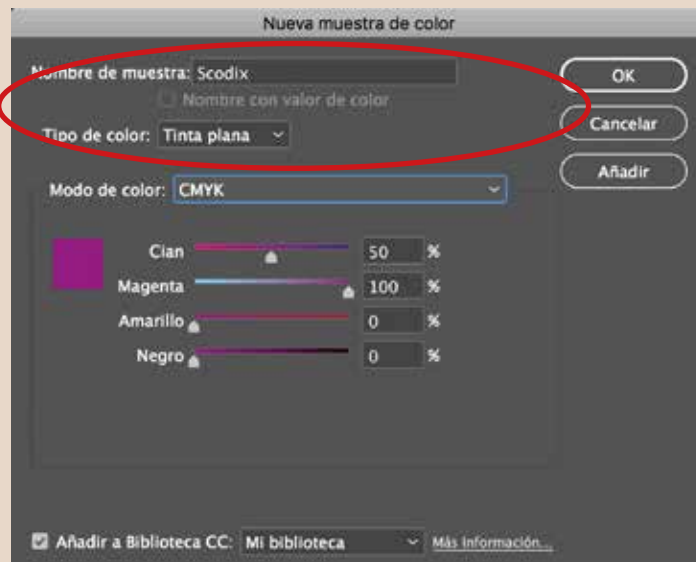 Nueva muestra de color
Nombre de muestra: Scodix
Nombre con valor de color
Tipo de color: Tinta plana
OK
Cancelar
Añadir
Modo de color: CMYK
Cian 50 %
Magenta 100 %
Amarillo 0 %
Negro 0 %
Añadir a Biblioteca CC: Mi biblioteca Más información...